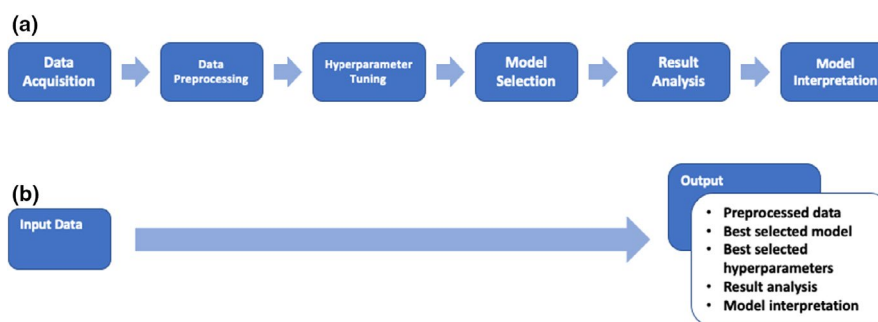 (a)
Data
Acquisition
Data
Preprocessing
Hyperparameter
Tuning
Model
Selection
Result
Analysis
Model
Interpretation
(b)
Input Data
Output
• Preprocessed data
• Best selected model
• Best selected
hyperparameters
• Result analysis
• Model interpretation